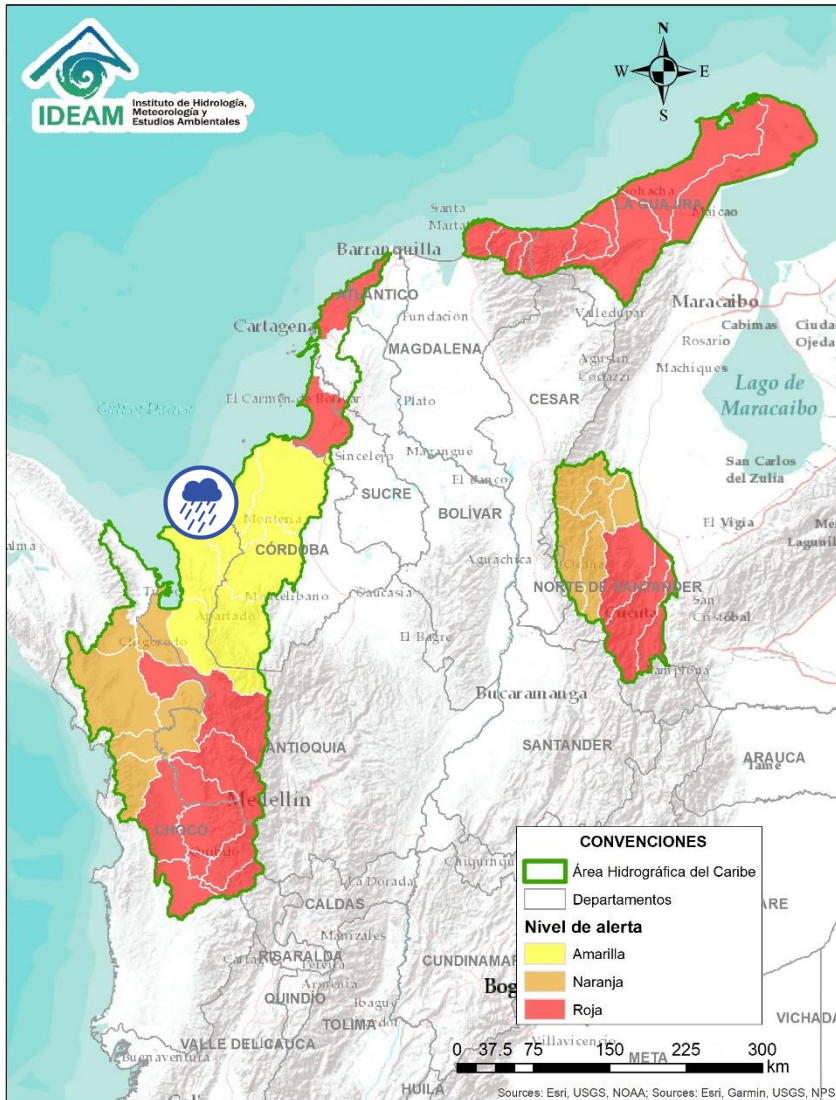 IDEAM
Instituto de Hidrología,
Meteorología y
Estudios Ambientales
N
W
E
S
Santa
Marta
LA GUAJIRA
Maicao
Barranquilla
ATLÁNTICO
Cartagena
Fundación
Valledupar
Maracaibo
Cabimas
Ciudad
Ojeda
Rosario
MAGDALENA
Machiques
Agustín
Codazzi
CESAR
Lago de
Maracaibo
El Carmen de Bolívar
Plato
Sincelejo
Magangué
SUCRE
El Banco
San Carlos
del Zulia
BOLÍVAR
El Vigía
Montería
CÓRDOBA
Aguachica
Ocaña
NORTE DE SANTANDER
Montelíbano
Caucasia
San
Cristóbal
Cúcuta
Apartadó
El Bagre
Chigorodó
Pamplona
Bucaramanga
SANTANDER
ANTIOQUIA
ARAUCA
Tame
Medellín
CHOCÓ
Quibdó
La Dorada
CALDAS
Manizales
RISARALDA
Pereira
Armenia
QUINDÍO
Ibagué
TOLIMA
CUNDINAMAR
Bog
VALLE DEL CAUCA
Buenaventura
Villavicencio
META
VICHADA
HUILA
CONVENCIONES
Área Hidrográfica del Caribe
Departamentos
Nivel de alerta
Amarilla
Naranja
Roja
0 37.5 75 150 225 300
km
Sources: Esri, USGS, NOAA; Sources: Esri, Garmin, USGS, NPS